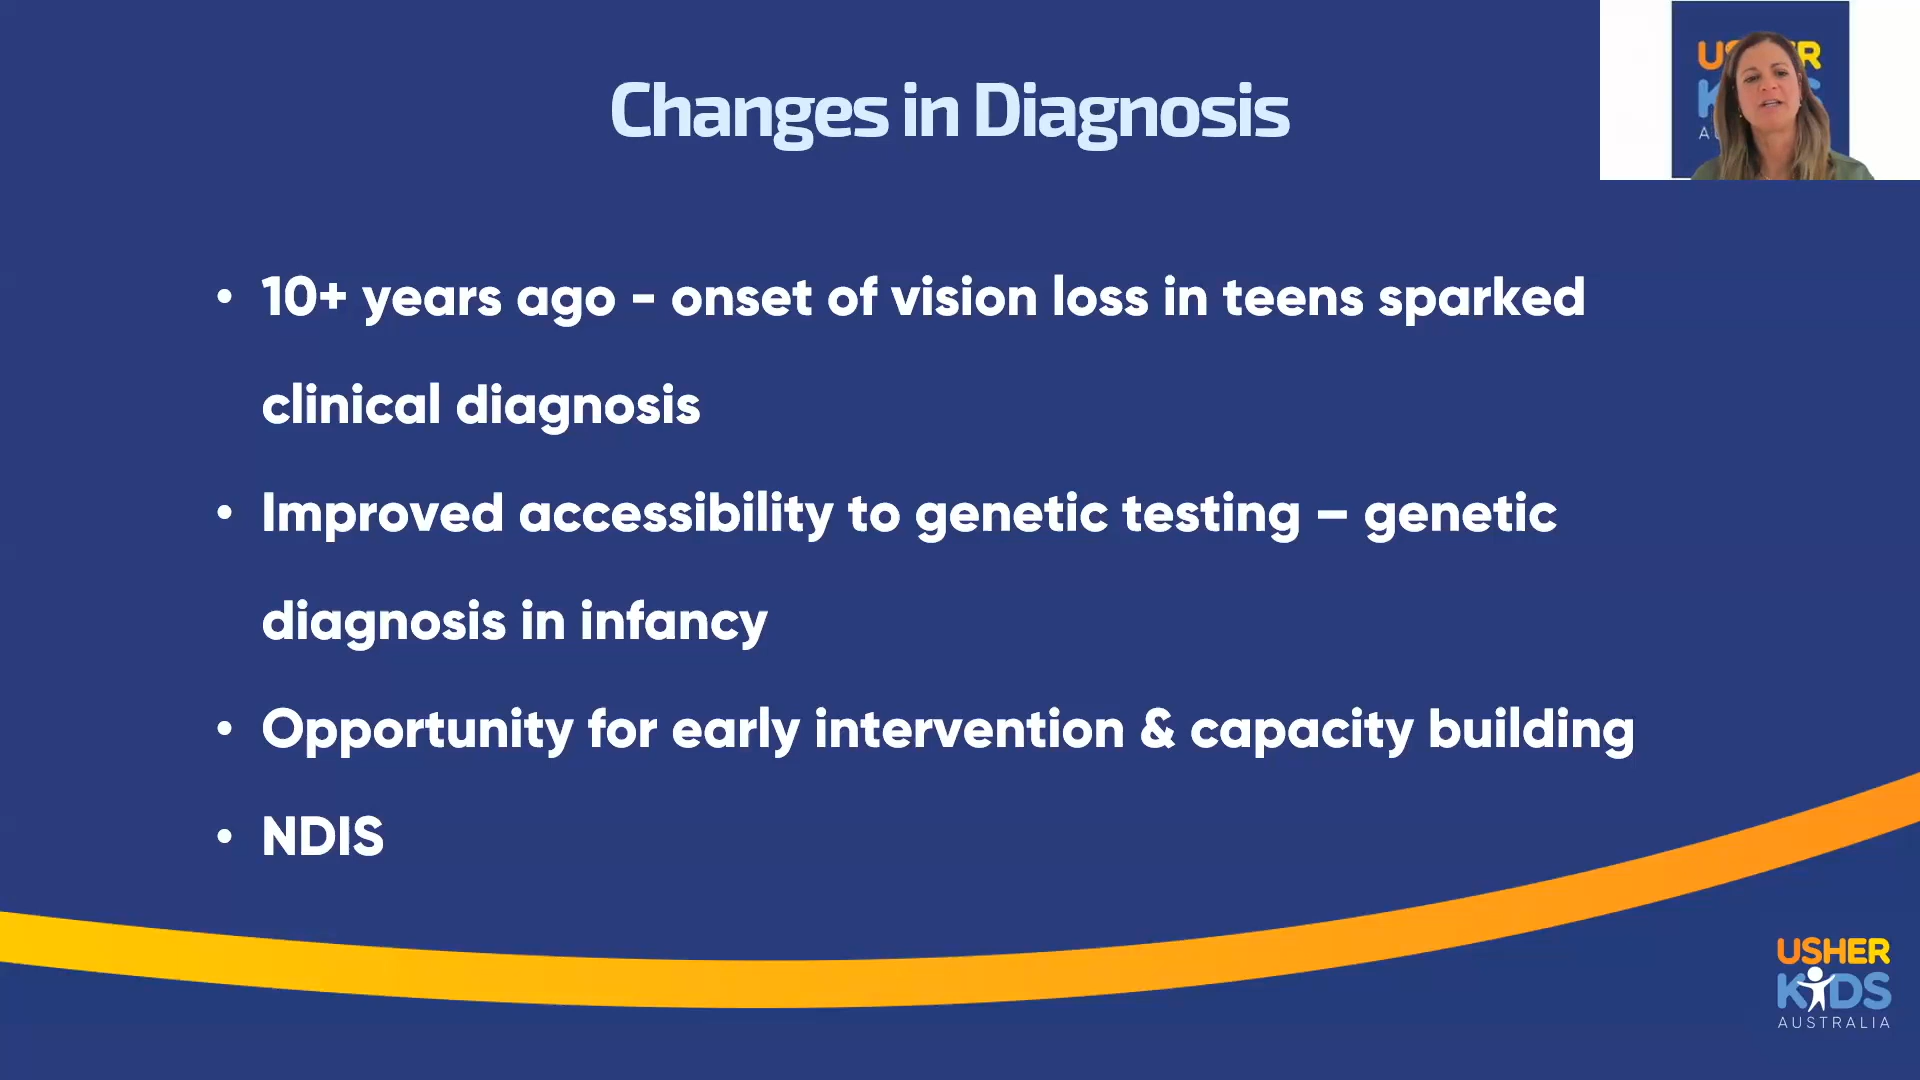 Changes in Diagnosis
• 10+ years ago - onset of vision loss in teens sparked
clinical diagnosis
• Improved accessibility to genetic testing – genetic
diagnosis in infancy
• Opportunity for early intervention & capacity building
• NDIS
USHER
KIDS
AUSTRALIA